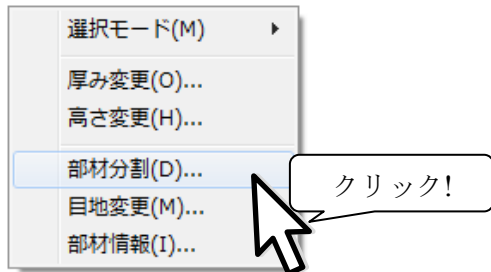 選択モード(M)
厚み変更(O)...
高さ変更(H)...
部材分割(D)...
クリック!
目地変更(M)...
部材情報(I)...